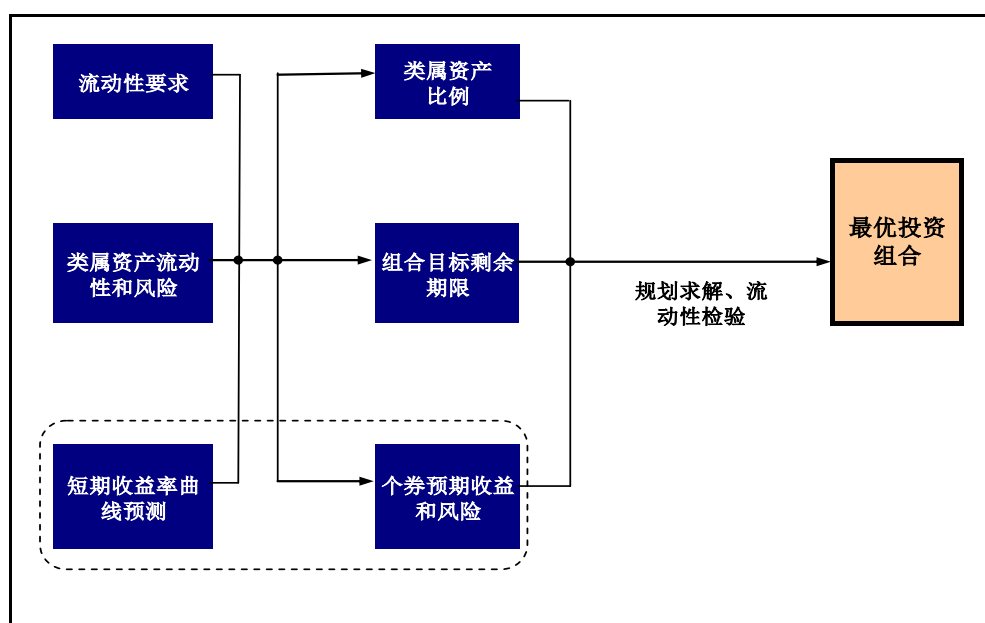 流动性要求
类属资产
比例
类属资产流动
性和风险
组合目标剩余
期限
最优投资
组合
规划求解、流
动性检验
短期收益率曲
线预测
个券预期收益
和风险